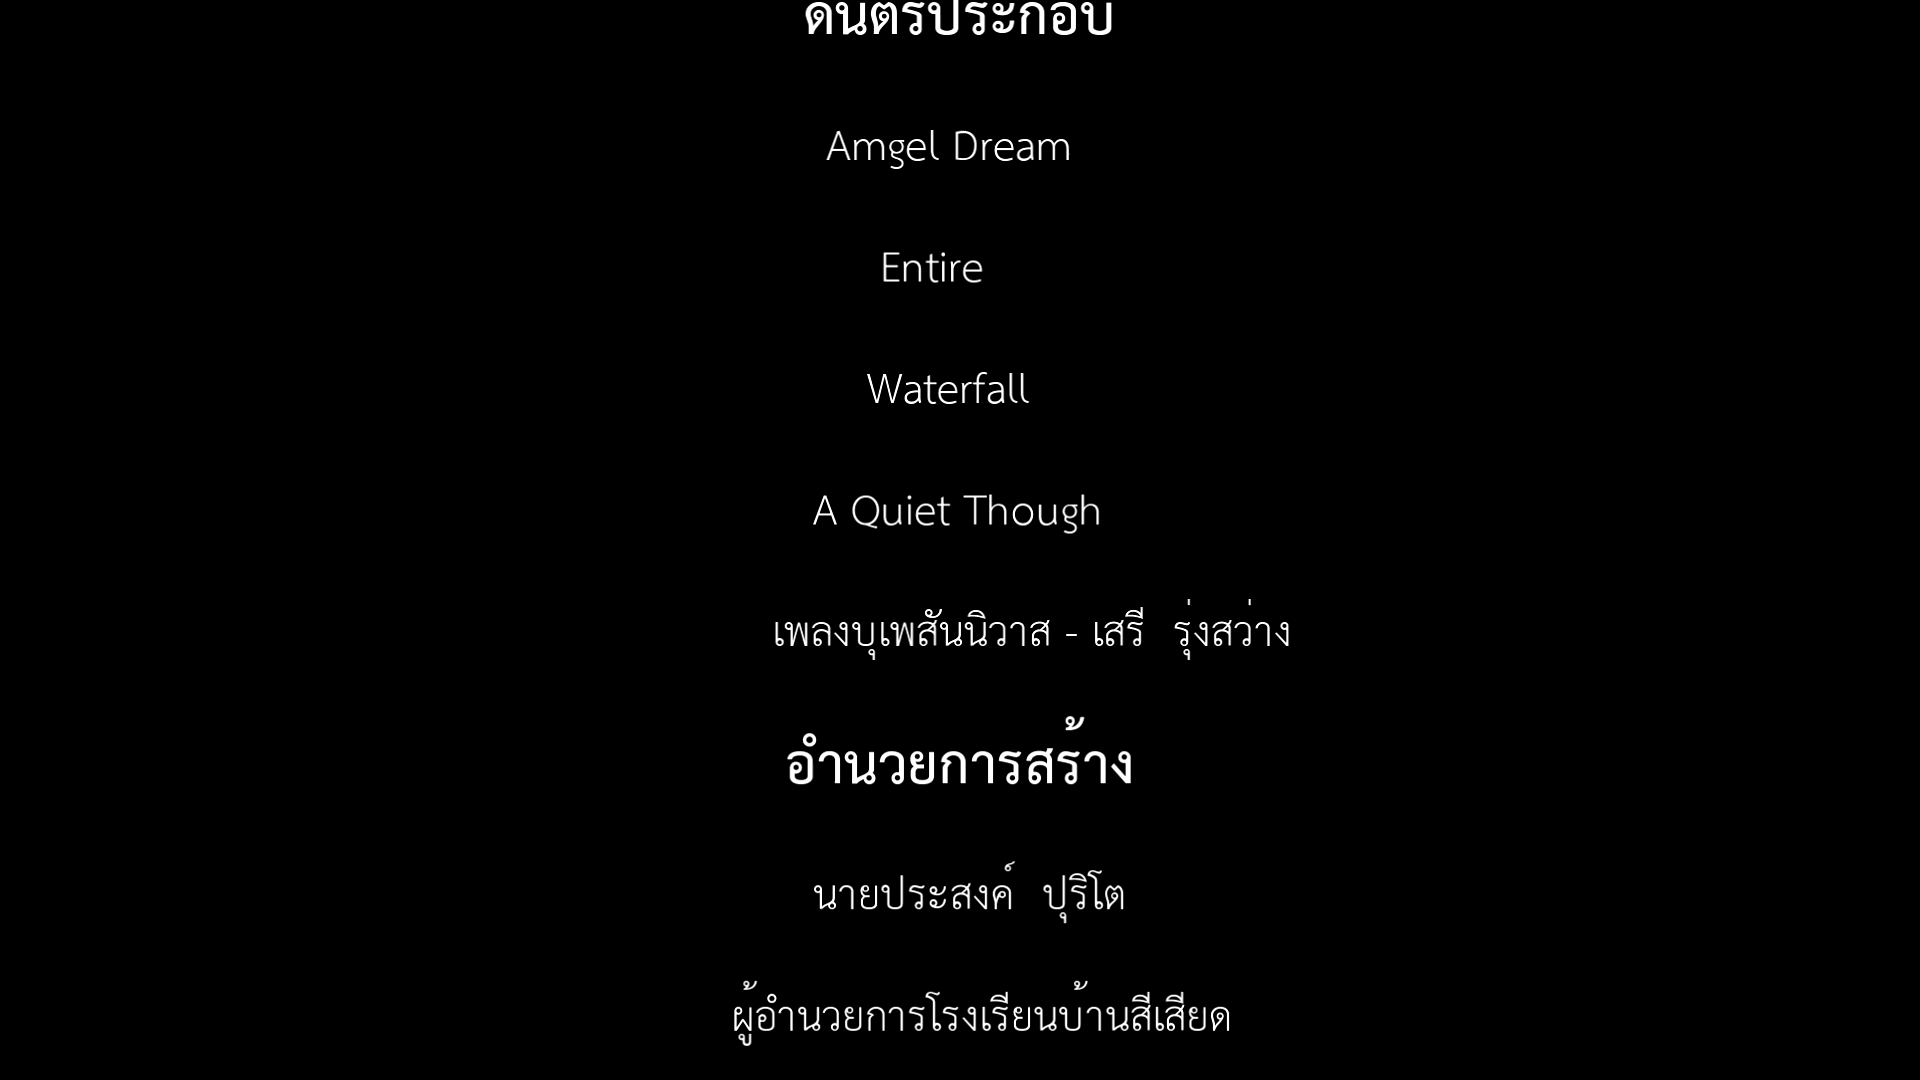 ดนตรีประกอบ
Amgel Dream
Entire
Waterfall
A Quiet Though
เพลงบุเพสันนิวาส - เสรี รุ่งสว่าง
อำนวยการสร้าง
นายประสงค์ ปุริโต
ผู้อำนวยการโรงเรียนบ้านสีเสียด